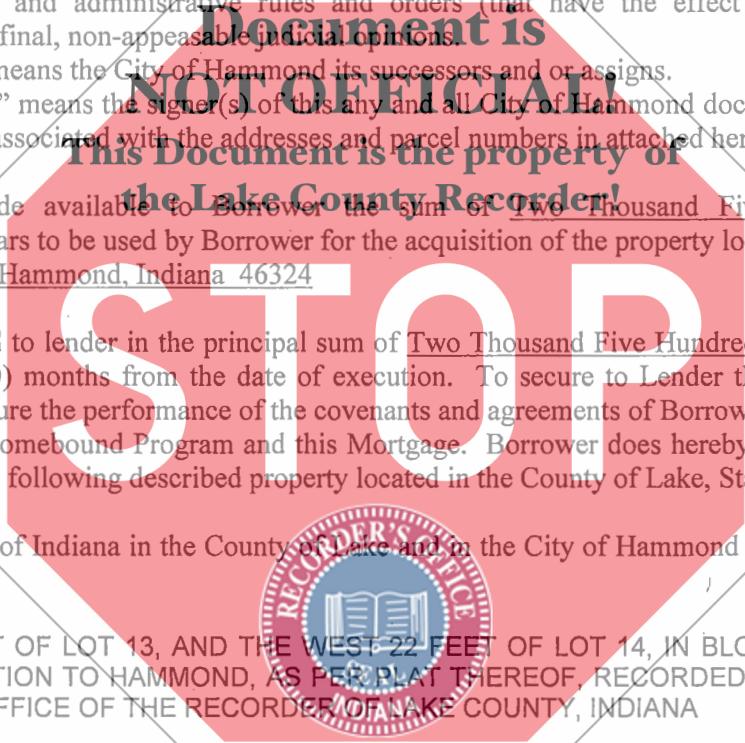 and administrative rules and orders (that have the effect
final, non-appeasable judicial opinions.
means the City of Hammond its successors and or assigns.
” means the signer(s) of this any and all City of Hammond doc
associated with the addresses and parcel numbers in attached her
Document is
NOT OFFICIAL!
This Document is the property of
the Lake County Recorder!
de available to Borrower the sum of Two Thousand Fi
ars to be used by Borrower for the acquisition of the property lo
Hammond, Indiana 46324
STOP
to lender in the principal sum of Two Thousand Five Hundre
) months from the date of execution. To secure to Lender t
ure the performance of the covenants and agreements of Borrow
omebound Program and this Mortgage. Borrower does hereby
following described property located in the County of Lake, Sta
of Indiana in the County of Lake and in the City of Hammond
RECORDER'S OFFICE
SEAL
INDIANA
T OF LOT 13, AND THE WEST 22 FEET OF LOT 14, IN BLO
TION TO HAMMOND, AS PER PLAT THEREOF, RECORDED
FFICE OF THE RECORDER OF LAKE COUNTY, INDIANA